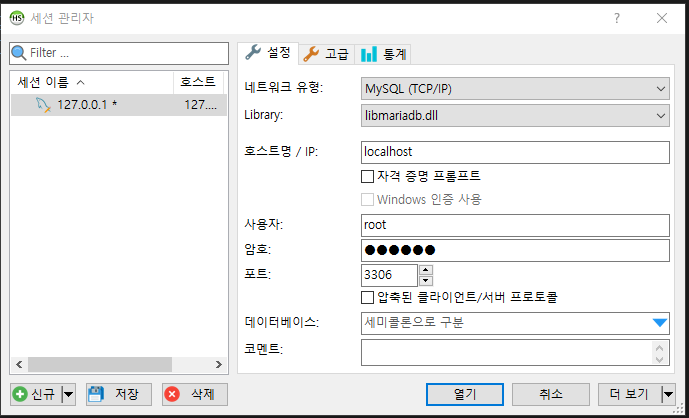 HS 세션 관리자 ?
Filter ...
세션 이름 호스트
127.0.0.1 * 127....
설정 고급 통계
네트워크 유형: MySQL (TCP/IP)
Library: libmariadb.dll
호스트명 / IP: localhost
자격 증명 프롬프트
Windows 인증 사용
사용자: root
암호: ●●●●●●
포트: 3306
압축된 클라이언트/서버 프로토콜
데이터베이스: 세미콜론으로 구분
코멘트:
신규 저장 삭제 열기 취소 더 보기